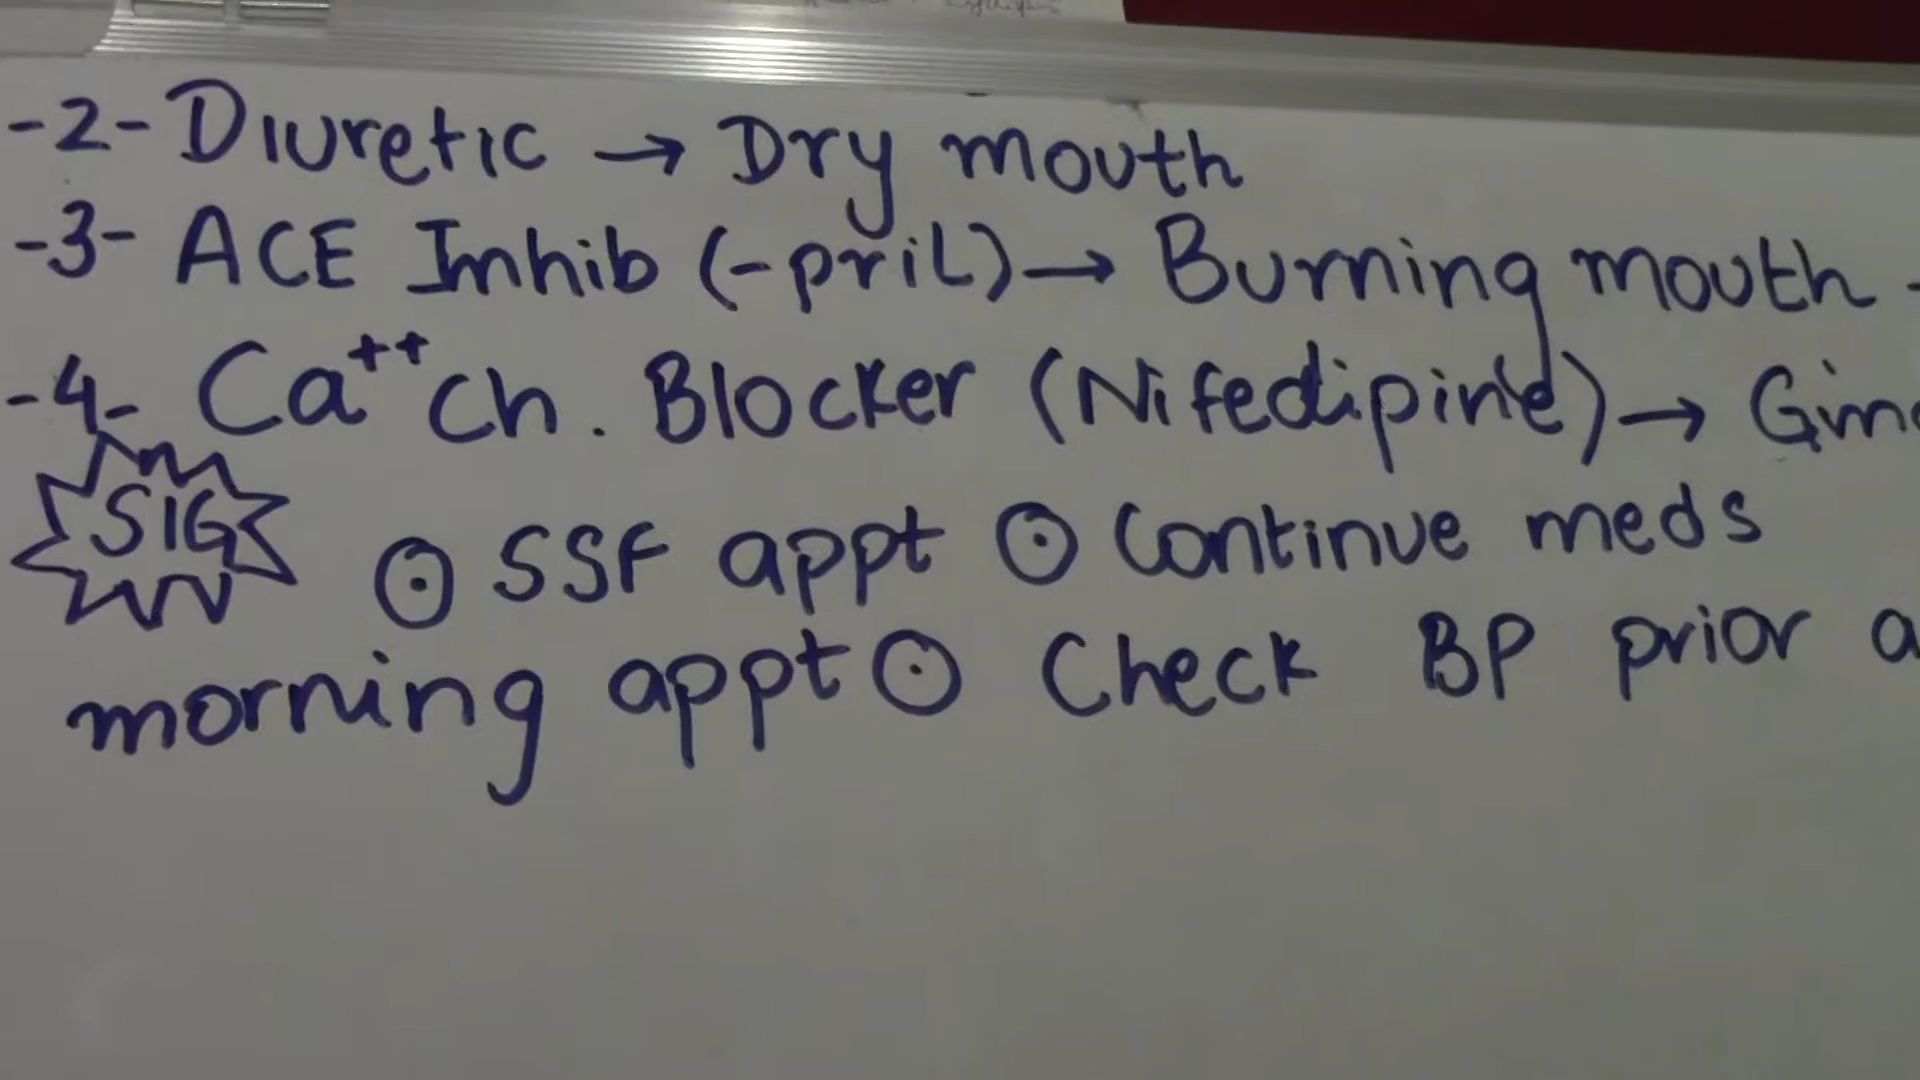 -2- Diuretic → Dry mouth
-3- ACE Inhib (-pril) → Burning mouth -
-4- Ca++ Ch. Blocker (Nifedipine) →
SIG ⊙ SSF appt ⊙ Continue meds
morning appt ⊙ Check BP prior